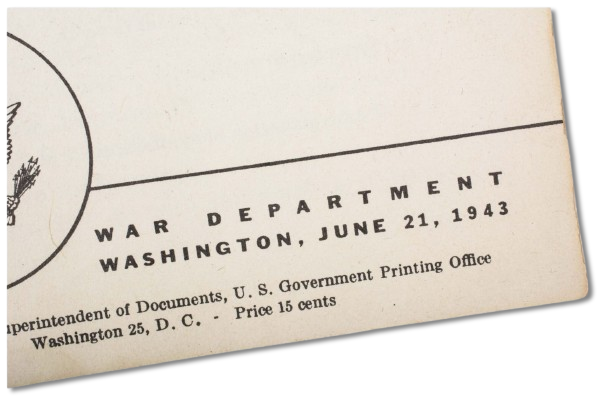 WAR DEPARTMENT
WASHINGTON, JUNE 21, 1943
uperintendent of Documents, U. S. Government Printing Office
Washington 25, D. C. - Price 15 cents